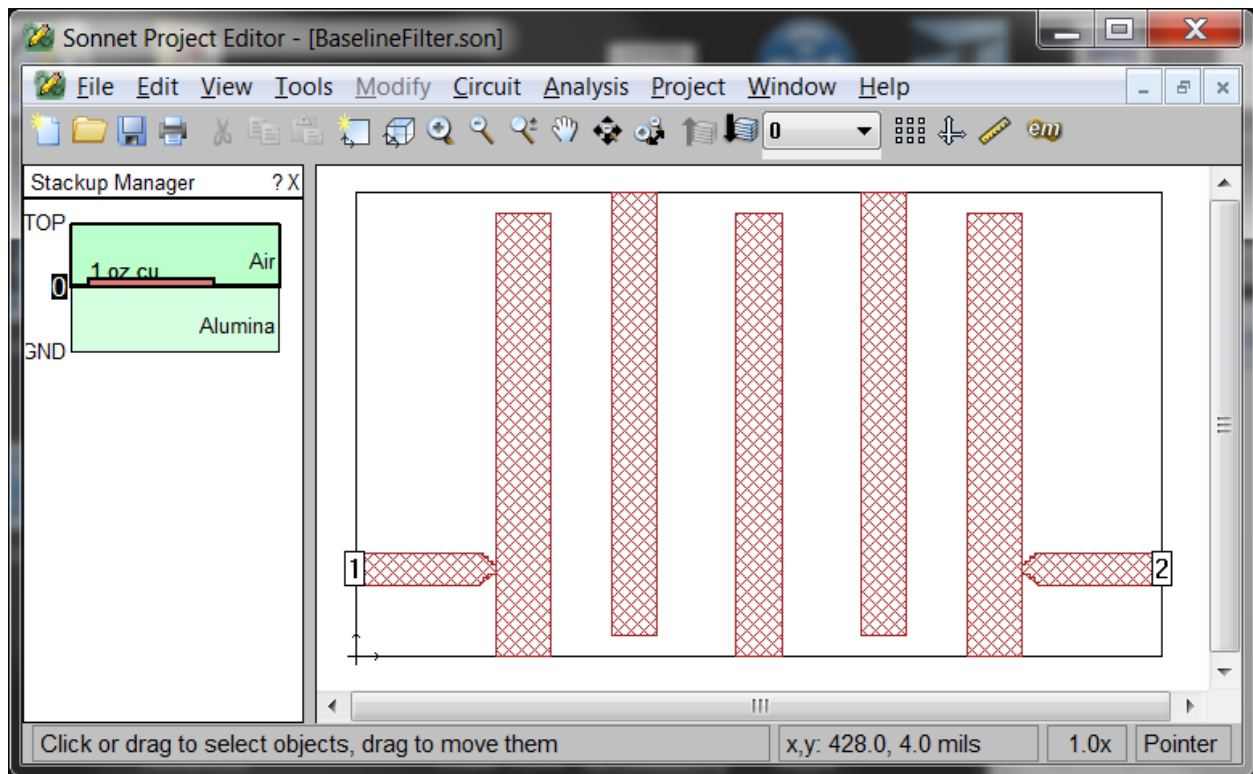 Sonnet Project Editor - [BaselineFilter.son]
File Edit View Tools Modify Circuit Analysis Project Window Help
0
em
Stackup Manager ? X
TOP
Air
1 oz cu
0
Alumina
GND
1
2
Click or drag to select objects, drag to move them
x,y: 428.0, 4.0 mils
1.0x
Pointer